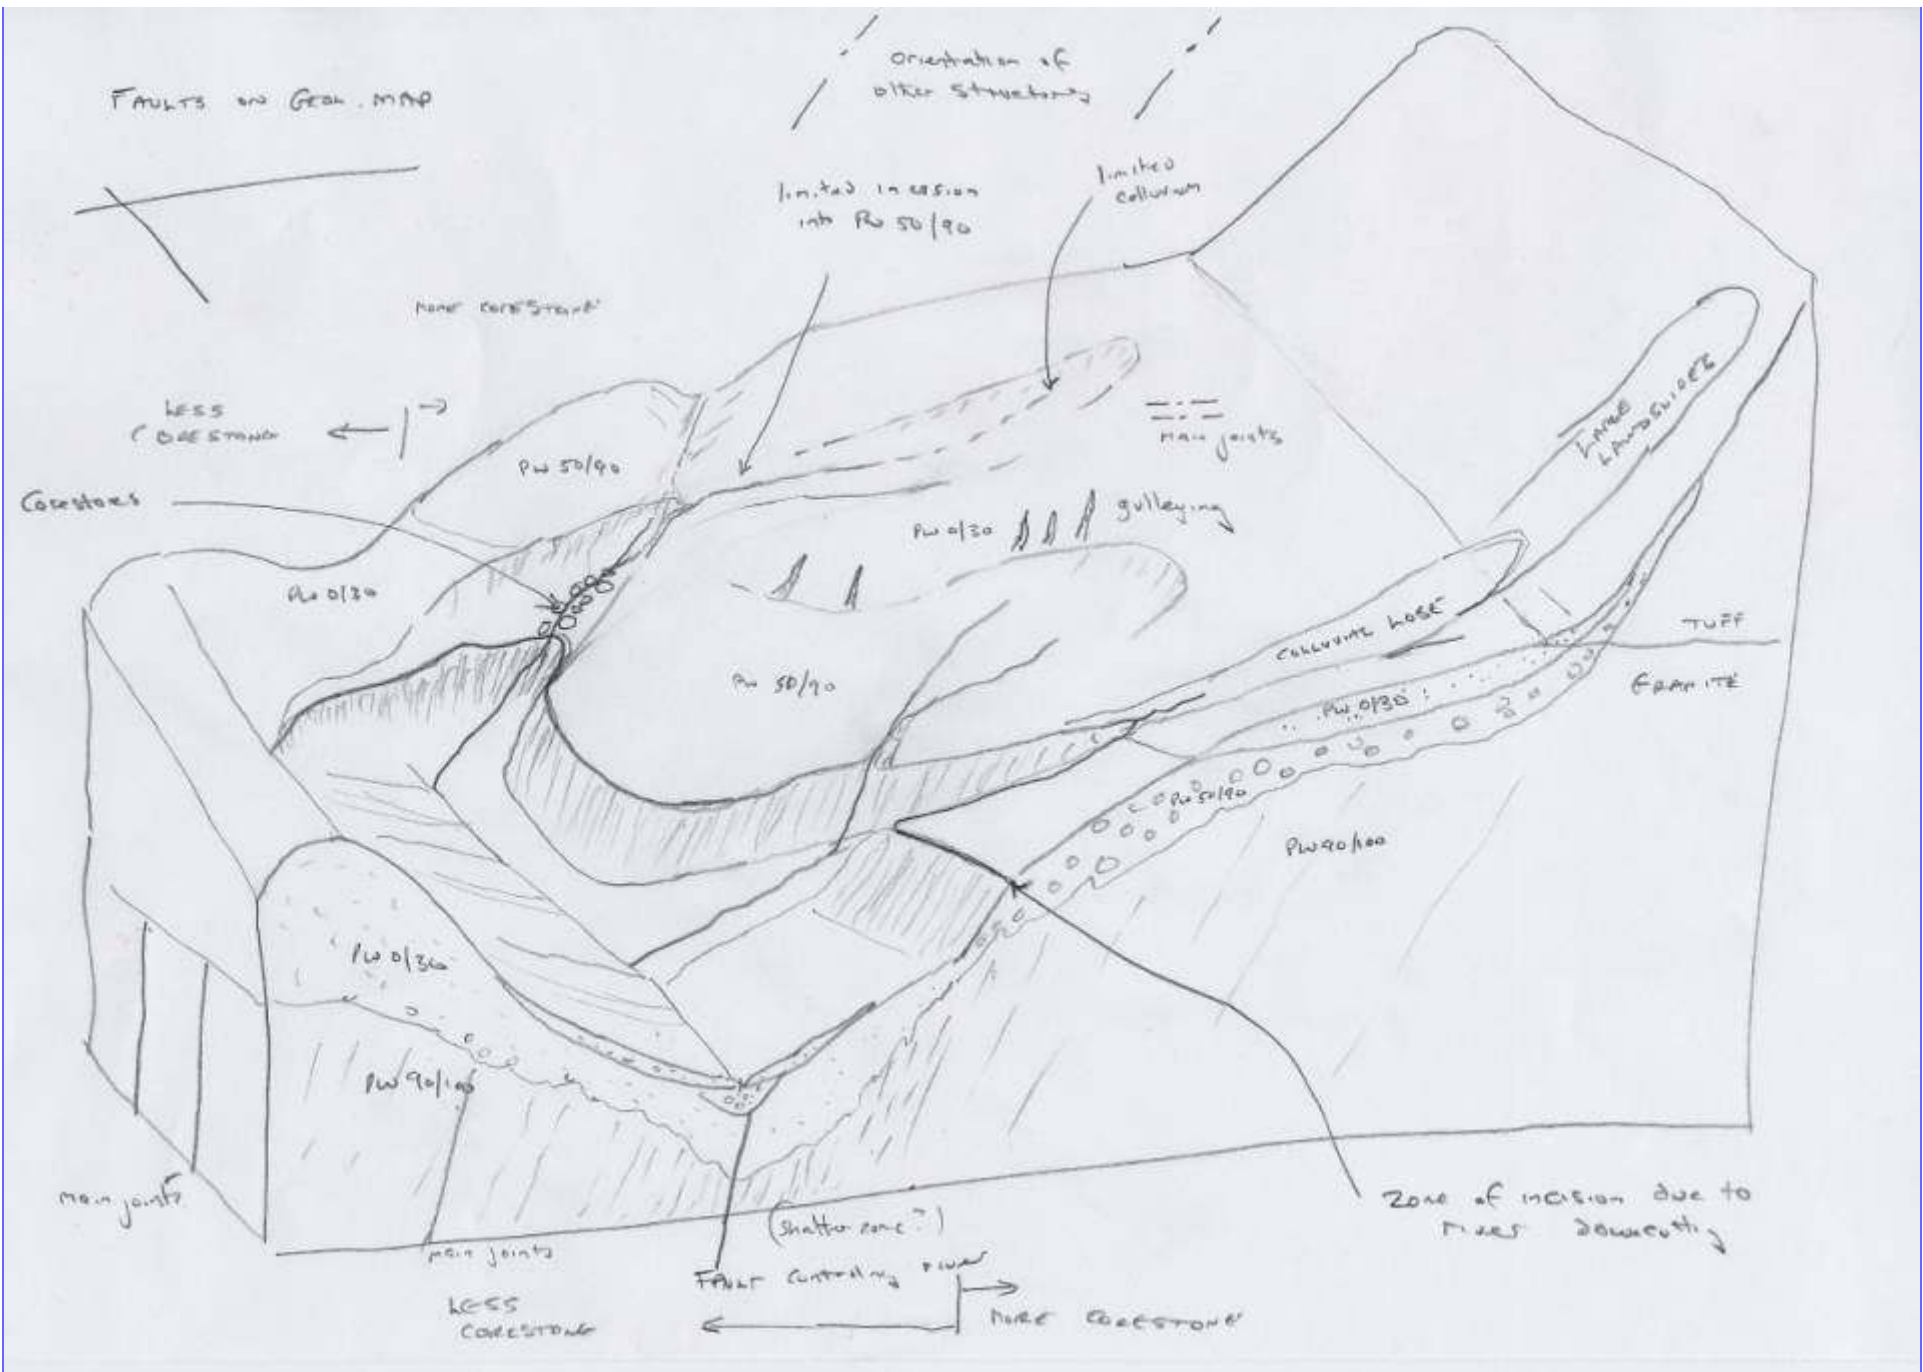 FAULTS ON GEOL. MAP
Orientation of
other structures
limited incision
into PW 50/90
limited
colluvium
MORE CORESTONE
LESS
CORESTONE
PW 50/90
main joints
LARGE
LANDSLIDES
Corestones
PW 0/30
gulleying
PW 0/30
COLLUVIAL LOBE
TUFF
GRANITE
PW 50/90
PW 0/30
PW 50/90
PW 90/100
PW 0/30
PW 90/100
main joints
main joints
(shatter zone?)
FAULT controlling river
Zone of incision due to
river downcutting
LESS
CORESTONE
MORE CORESTONE